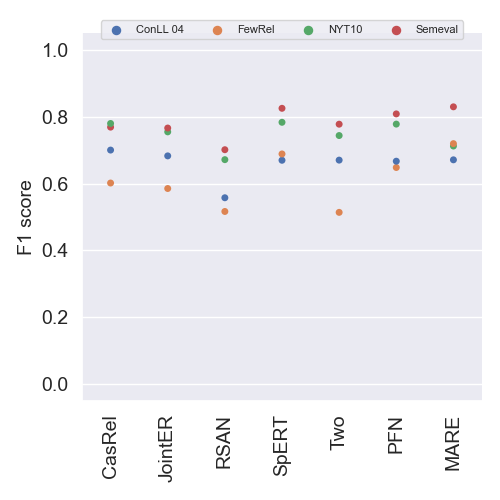 ConLL 04 FewRel NYT10 Semeval
1.0
0.8
0.6
0.4
0.2
0.0
F1 score
CasRel JointER RSAN SpERT Two PFN MARE